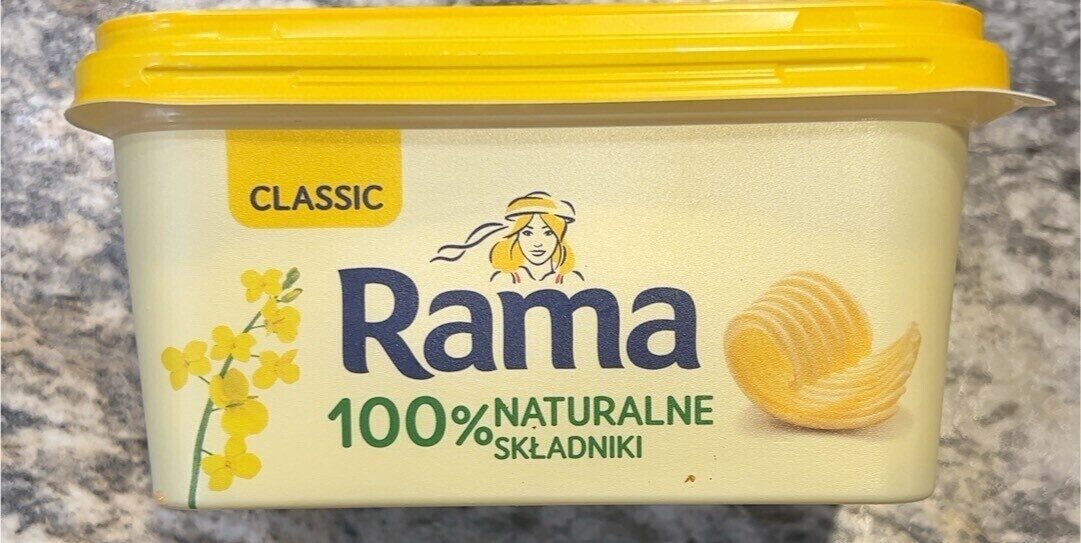 CLASSIC
Rama
100% NATURALNE
SKŁADNIKI